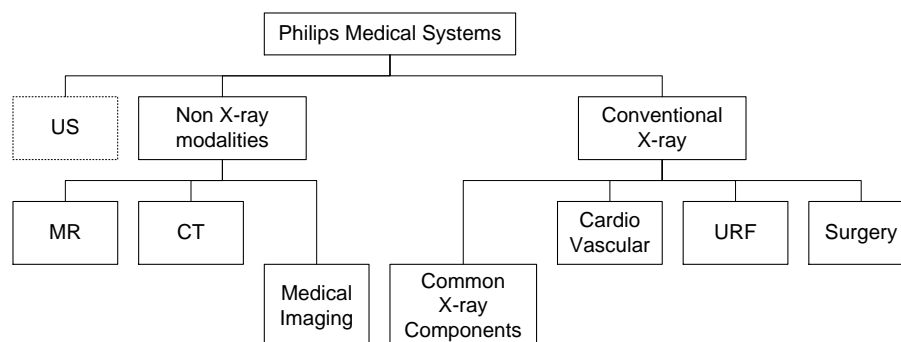 Philips Medical Systems
US
Non X-ray
modalities
Conventional
X-ray
MR
CT
Cardio
Vascular
URF
Surgery
Medical
Imaging
Common
X-ray
Components